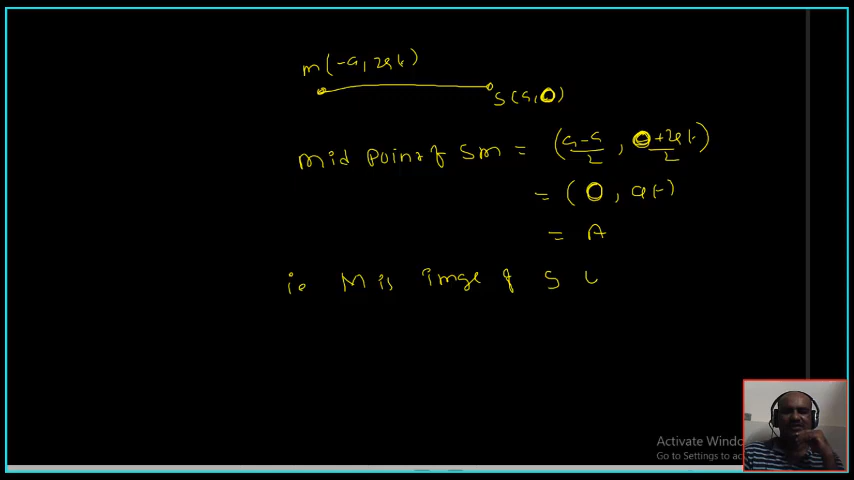 m(-a, 2at)
S(a, 0)
mid point of SM = (a-a/2, 0+2at/2)
= (0, at)
= A
ie M is image of S
Activate Windo
Go to Settings to ac